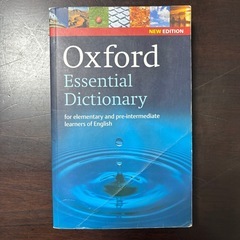 NEW EDITION
Oxford
Essential
Dictionary
for elementary and pre-intermediate
learners of English